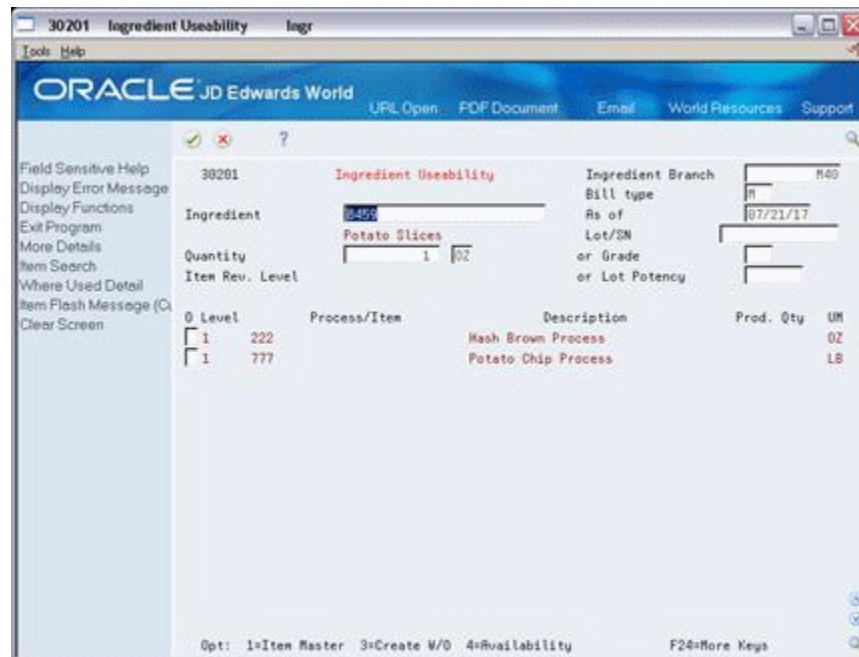 30201 Ingredient Useability Ingr
Tools Help
ORACLE JD Edwards World
URL Open PDF Document Email World Resources Support
?
Field Sensitive Help
Display Error Message
Display Functions
Exit Program
More Details
Item Search
Where Used Detail
Item Flash Message (Cu
Clear Screen
30201 Ingredient Useability Ingredient Branch M40
Bill type M
Ingredient 8459 As of 07/21/17
Potato Slices Lot/SN
Quantity 1 OZ or Grade
Item Rev. Level or Lot Potency
O Level Process/Item Description Prod. Qty UM
1 222 Hash Brown Process OZ
1 777 Potato Chip Process LB
Opt: 1=Item Master 3=Create W/O 4=Availability F24=More Keys